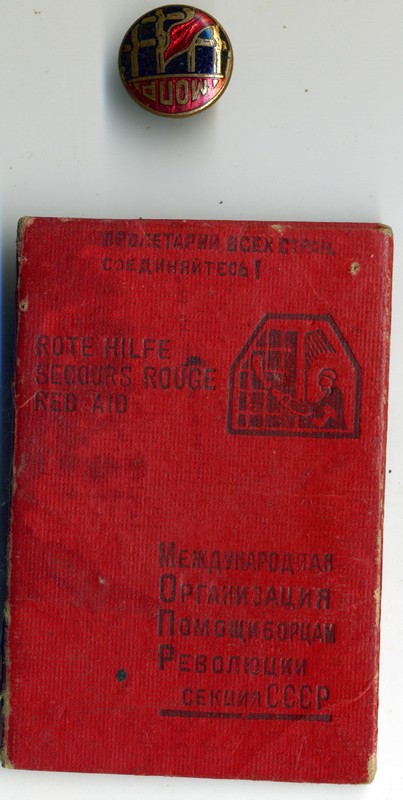 МОПР
ПРОЛЕТАРИИ ВСЕХ СТРАН,
СОЕДИНЯЙТЕСЬ!
ROTE HILFE
SECOURS ROUGE
RED AID
МЕЖДУНАРОДНАЯ
ОРГАНИЗАЦИЯ
ПОМОЩИ БОРЦАМ
РЕВОЛЮЦИИ
СЕКЦИЯ СССР